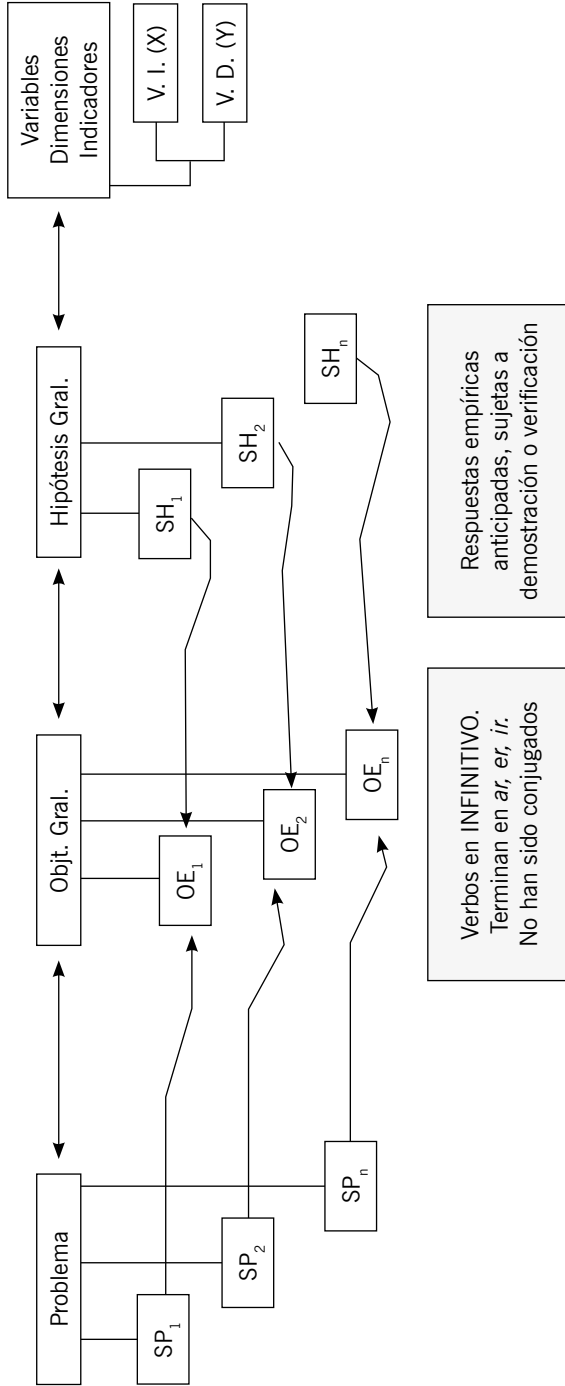 Problema
Objt. Gral.
Hipótesis Gral.
Variables
Dimensiones
Indicadores
V. I. (X)
V. D. (Y)
SP1
SP2
SPn
OE1
OE2
OEn
SH1
SH2
SHn
Verbos en INFINITIVO.
Terminan en ar, er, ir.
No han sido conjugados
Respuestas empíricas
anticipadas, sujetas a
demostración o verificación